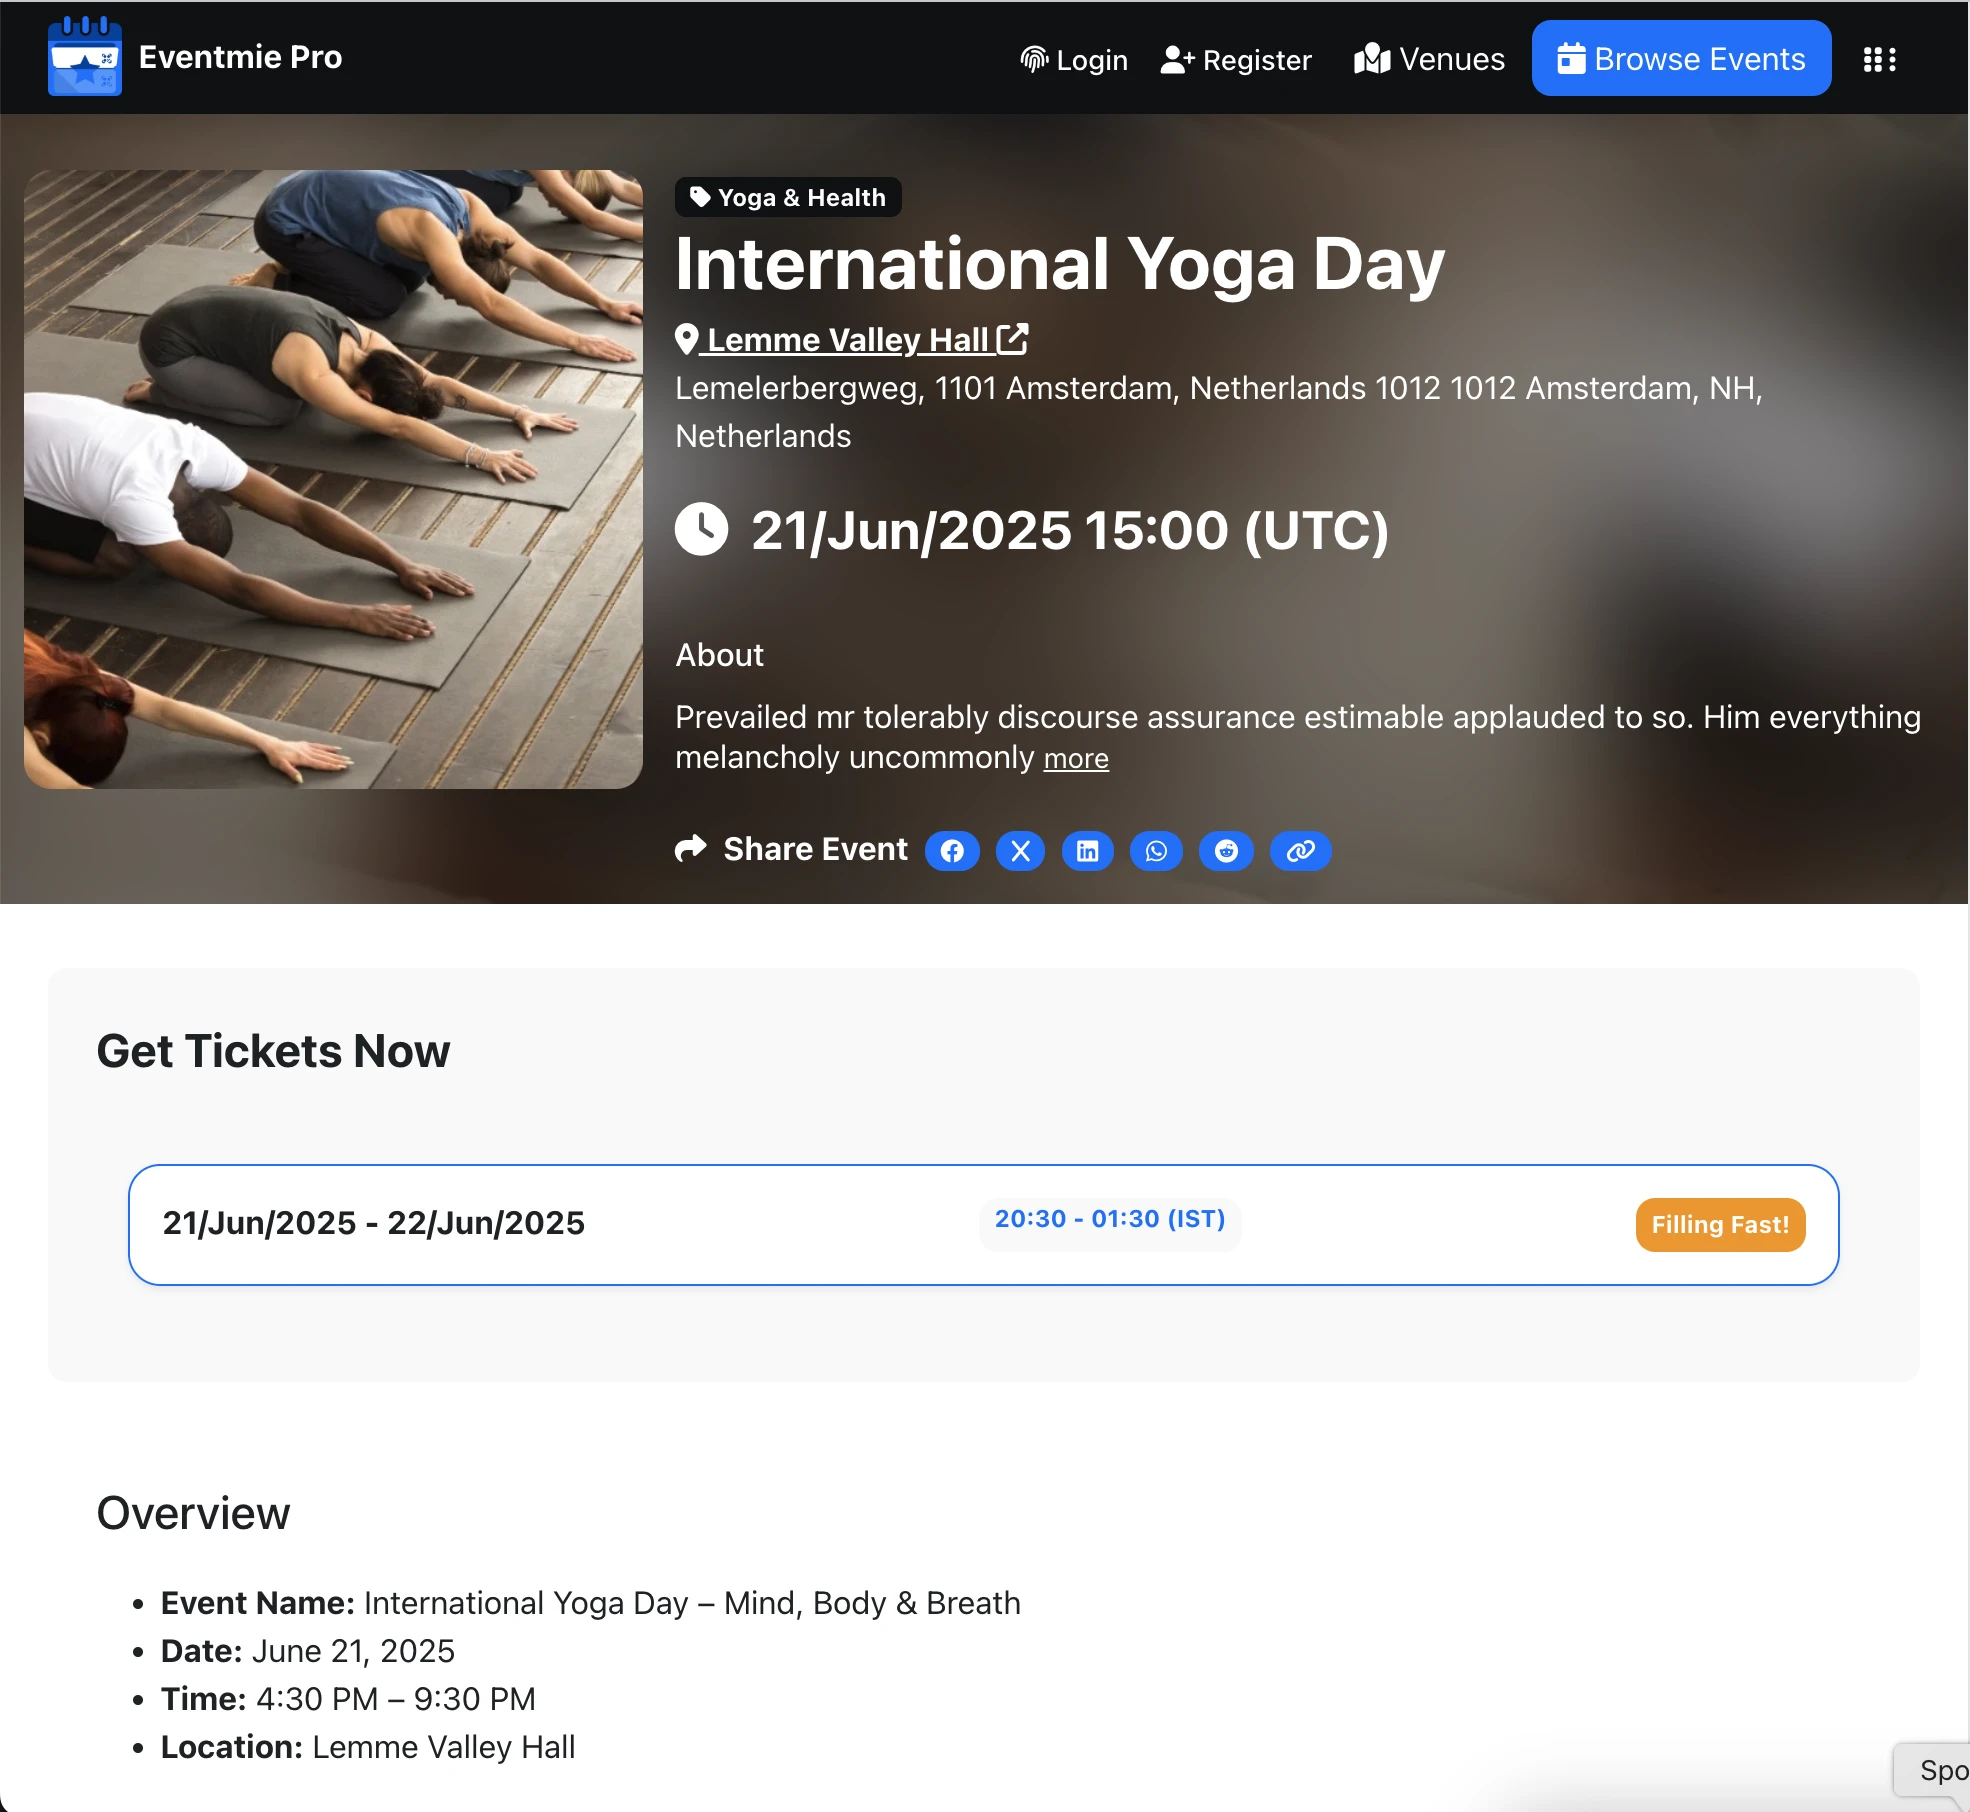 Eventmie Pro
Login
Register
Venues
Browse Events
Yoga & Health
International Yoga Day
Lemme Valley Hall
Lemelerbergweg, 1101 Amsterdam, Netherlands 1012 1012 Amsterdam, NH,
Netherlands
21/Jun/2025 15:00 (UTC)
About
Prevailed mr tolerably discourse assurance estimable applauded to so. Him everything
melancholy uncommonly more
Share Event
Get Tickets Now
21/Jun/2025 - 22/Jun/2025
20:30 - 01:30 (IST)
Filling Fast!
Overview
• Event Name: International Yoga Day – Mind, Body & Breath
• Date: June 21, 2025
• Time: 4:30 PM – 9:30 PM
• Location: Lemme Valley Hall
Spo